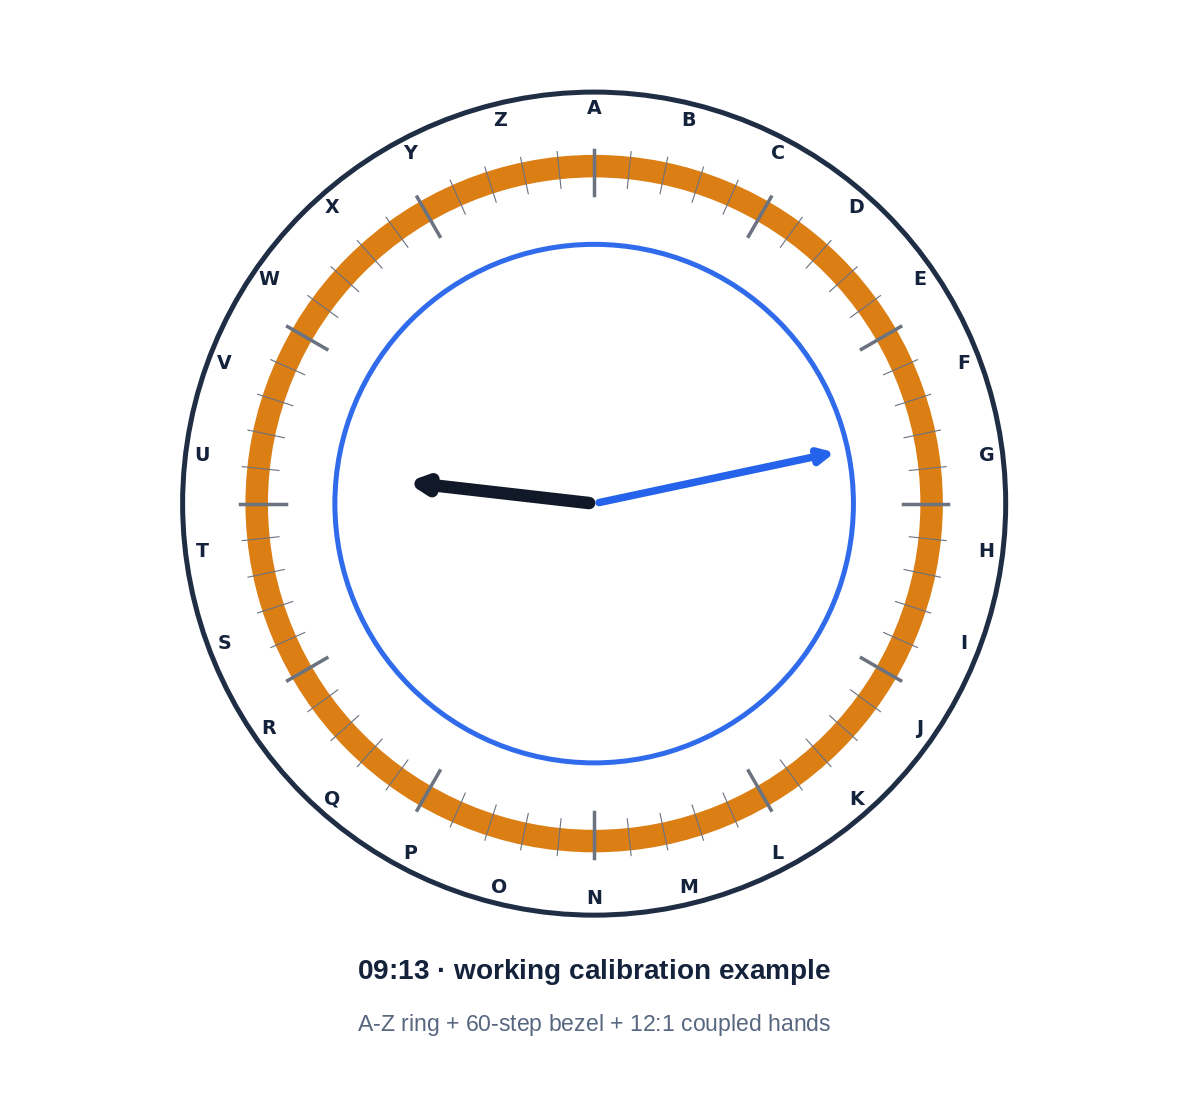 A
B
C
D
E
F
G
H
I
J
K
L
M
N
O
P
Q
R
S
T
U
V
W
X
Y
Z
09:13 · working calibration example
A-Z ring + 60-step bezel + 12:1 coupled hands